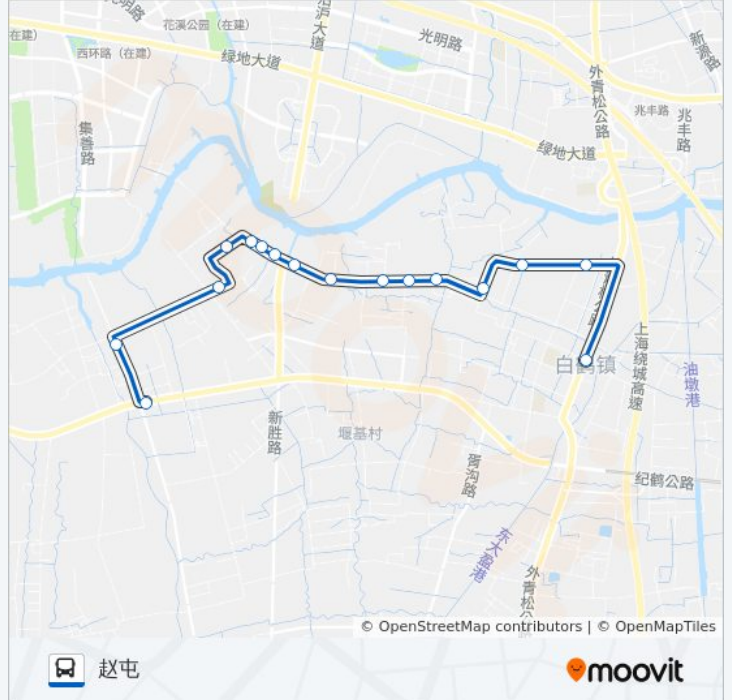 光明路
花溪公园（在建）
沿沪大道
在建）
西环路（在建）
绿地大道
光明路
新源路
外青松公路
兆丰路
兆丰路
集善路
绿地大道
白鹤镇
上海绕城高速
油墩港
新胜路
堰基村
胥沟路
纪鹤公路
东大盈港
外青松公
© OpenStreetMap contributors | © OpenMapTiles
赵屯
moovit